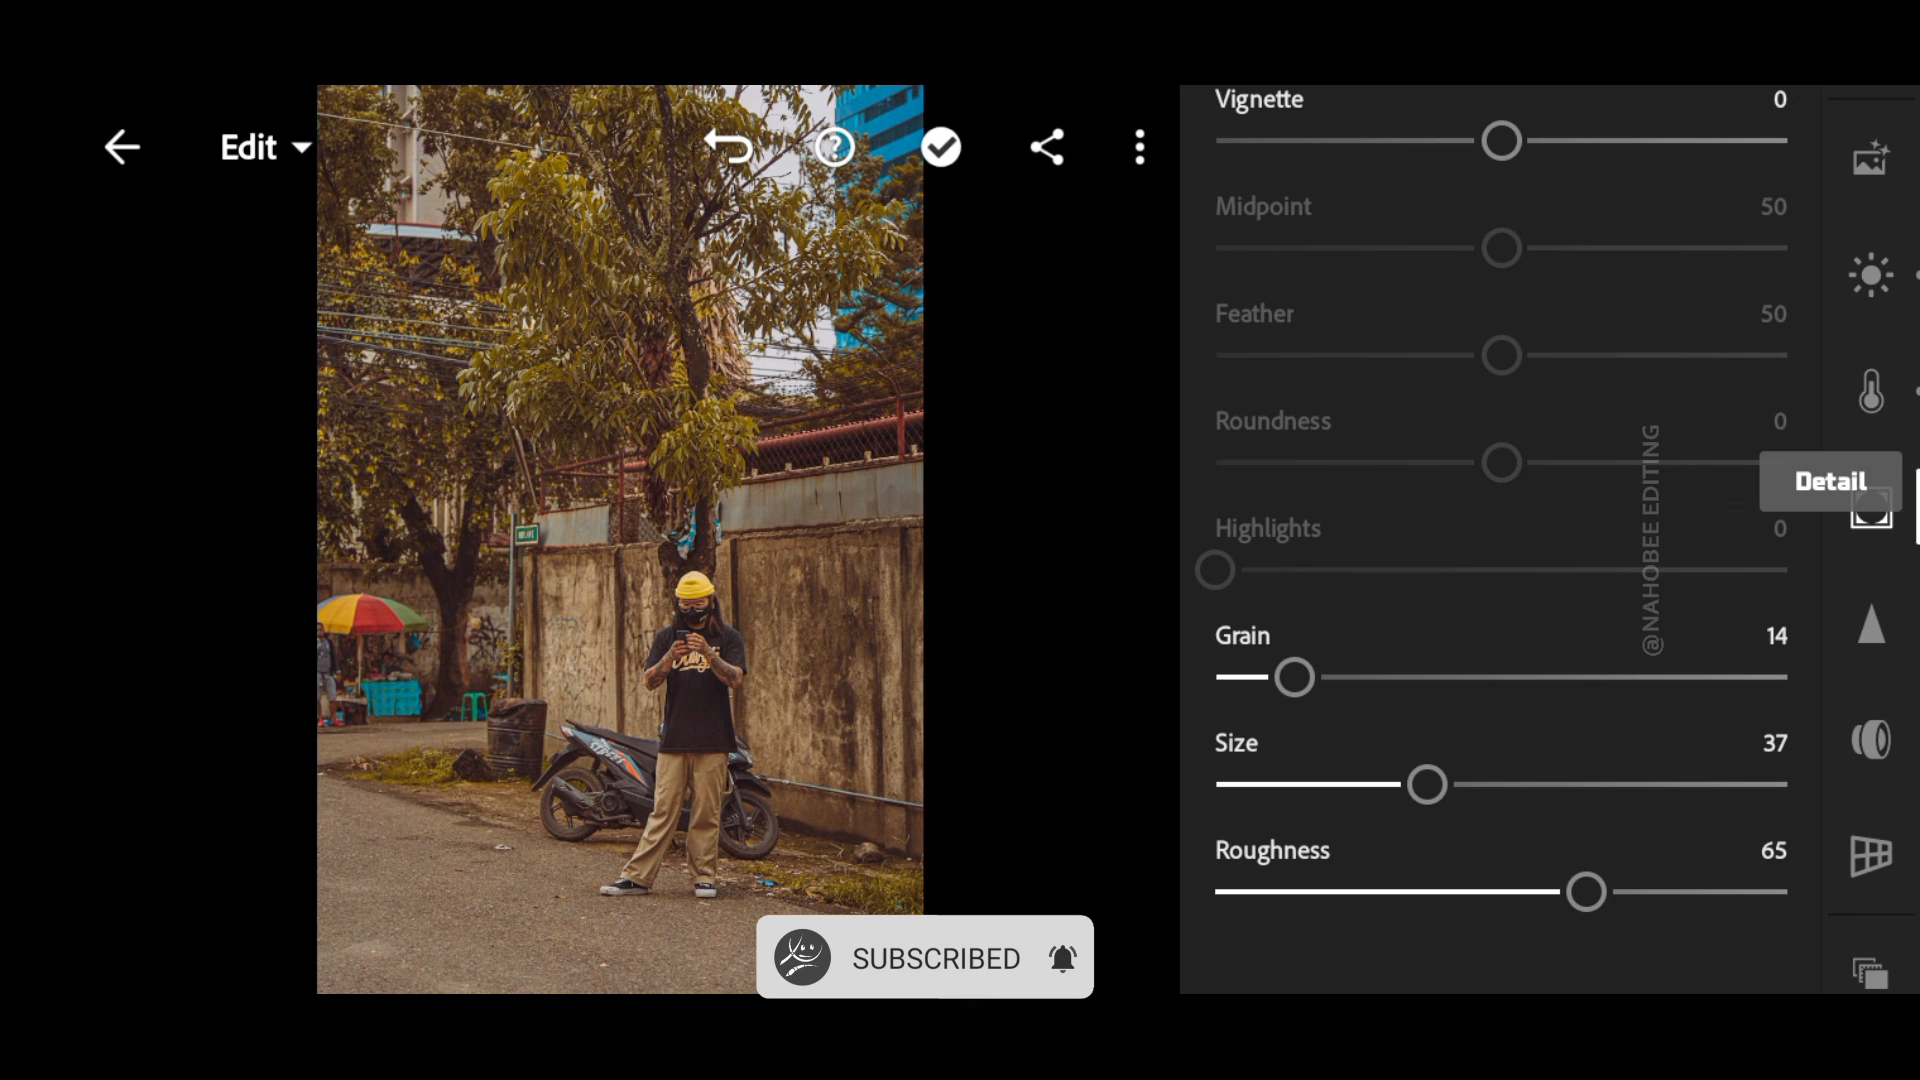 Edit
Vignette 0
Midpoint 50
Feather 50
Roundness 0
Detail
Highlights 0
Grain 14
Size 37
Roughness 65
@NAHOBEE EDITING
SUBSCRIBED